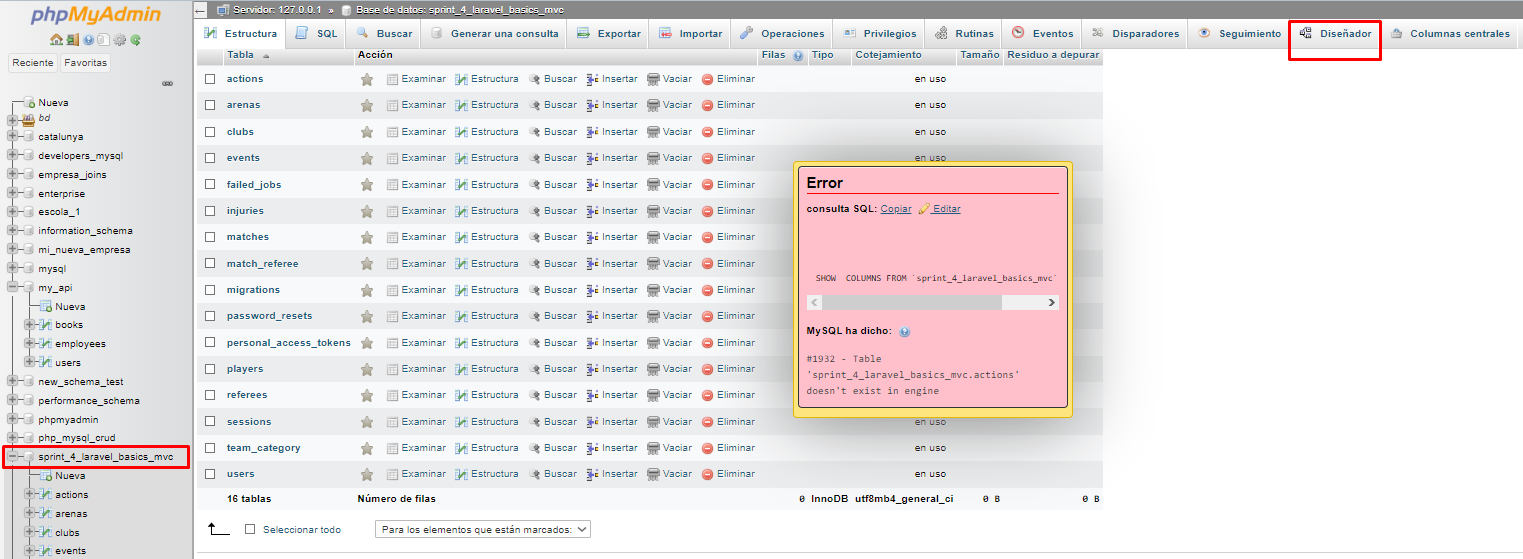 phpMyAdmin
Reciente Favoritas
Nueva
bd
catalunya
developers_mysql
empresa_joins
enterprise
escola_1
information_schema
mi_nueva_empresa
mysql
my_api
Nueva
books
employees
users
new_schema_test
performance_schema
phpmyadmin
php_mysql_crud
sprint_4_laravel_basics_mvc
Nueva
actions
arenas
clubs
events
Servidor: 127.0.0.1 » Base de datos: sprint_4_laravel_basics_mvc
Estructura SQL Buscar Generar una consulta Exportar Importar Operaciones Privilegios Rutinas Eventos Disparadores Seguimiento Diseñador Columnas centrales
Tabla Acción Filas Tipo Cotejamiento Tamaño Residuo a depurar
actions Examinar Estructura Buscar Insertar Vaciar Eliminar en uso
arenas Examinar Estructura Buscar Insertar Vaciar Eliminar en uso
clubs Examinar Estructura Buscar Insertar Vaciar Eliminar en uso
events Examinar Estructura Buscar Insertar Vaciar Eliminar en uso
failed_jobs Examinar Estructura Buscar Insertar Vaciar Eliminar
injuries Examinar Estructura Buscar Insertar Vaciar Eliminar
matches Examinar Estructura Buscar Insertar Vaciar Eliminar
match_referee Examinar Estructura Buscar Insertar Vaciar Eliminar
migrations Examinar Estructura Buscar Insertar Vaciar Eliminar
password_resets Examinar Estructura Buscar Insertar Vaciar Eliminar
personal_access_tokens Examinar Estructura Buscar Insertar Vaciar Eliminar
players Examinar Estructura Buscar Insertar Vaciar Eliminar
referees Examinar Estructura Buscar Insertar Vaciar Eliminar
sessions Examinar Estructura Buscar Insertar Vaciar Eliminar en uso
team_category Examinar Estructura Buscar Insertar Vaciar Eliminar en uso
users Examinar Estructura Buscar Insertar Vaciar Eliminar en uso
16 tablas Número de filas 0 InnoDB utf8mb4_general_ci 0 B 0 B
Seleccionar todo Para los elementos que están marcados:
Error
consulta SQL: Copiar Editar
SHOW COLUMNS FROM `sprint_4_laravel_basics_mvc`
MySQL ha dicho:
#1932 - Table
'sprint_4_laravel_basics_mvc.actions'
doesn't exist in engine